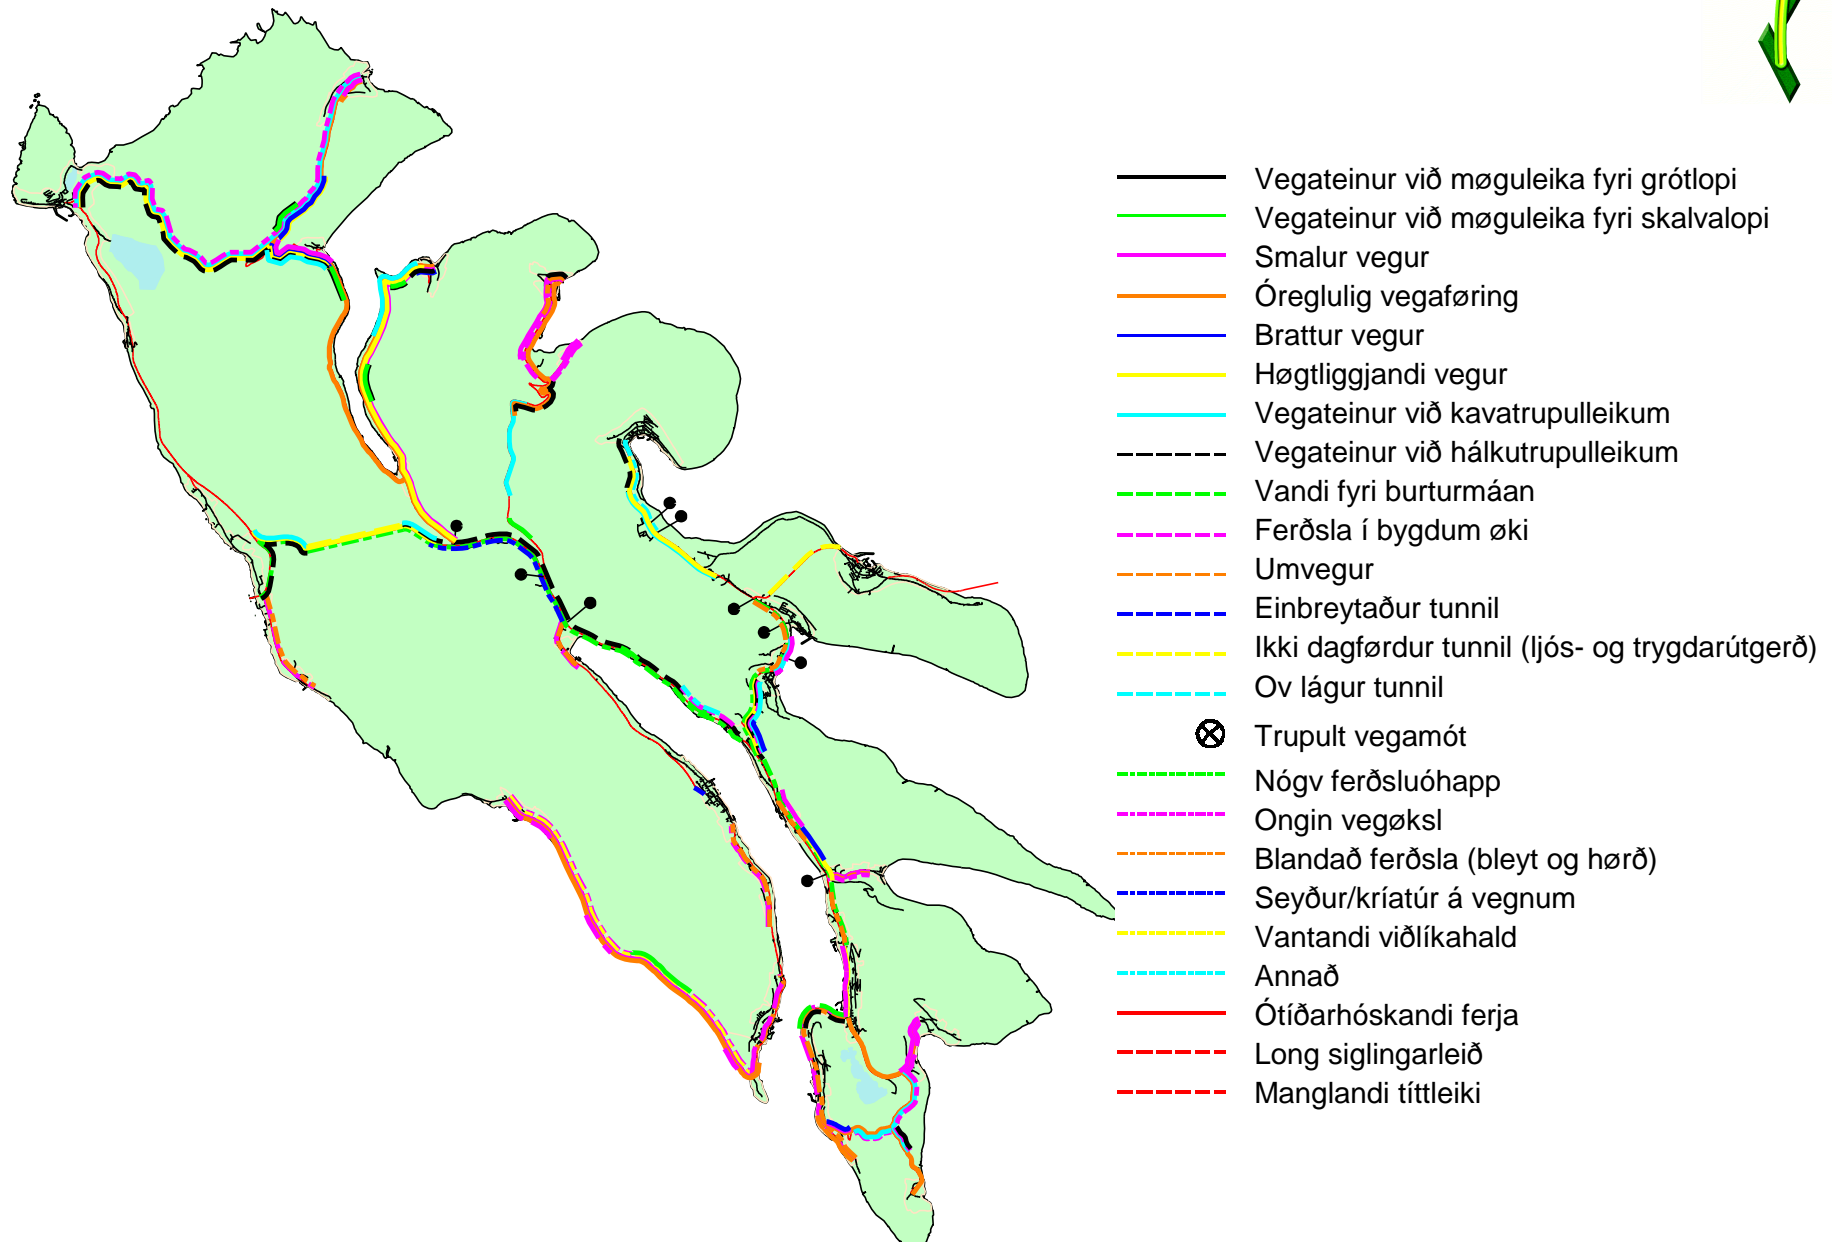 Vegateinur við møguleika fyri grótlopi
Vegateinur við møguleika fyri skalvalopi
Smalur vegur
Óreglulig vegaføring
Brattur vegur
Høgtliggjandi vegur
Vegateinur við kavatrupulleikum
Vegateinur við hálkutrupulleikum
Vandi fyri burturmáan
Ferðsla í bygdum øki
Umvegur
Einbreytaður tunnil
Ikki dagførdur tunnil (ljós- og trygdarútgerð)
Ov lágur tunnil
Trupult vegamót
Nógv ferðsluóhapp
Ongin vegøksl
Blandað ferðsla (bleyt og hørð)
Seyður/kríatúr á vegnum
Vantandi viðlíkahald
Annað
Ótíðarhóskandi ferja
Long siglingarleið
Manglandi títtleiki